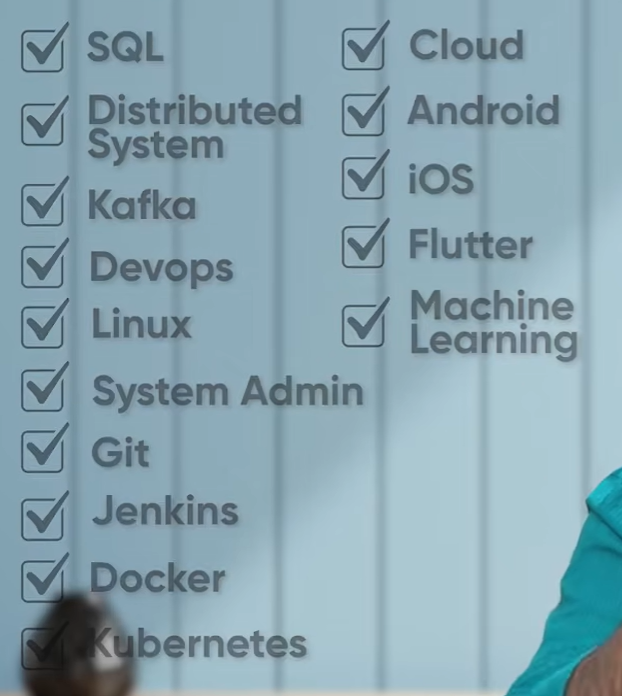 SQL
Distributed
System
Kafka
Devops
Linux
System Admin
Git
Jenkins
Docker
Kubernetes
Cloud
Android
iOS
Flutter
Machine
Learning